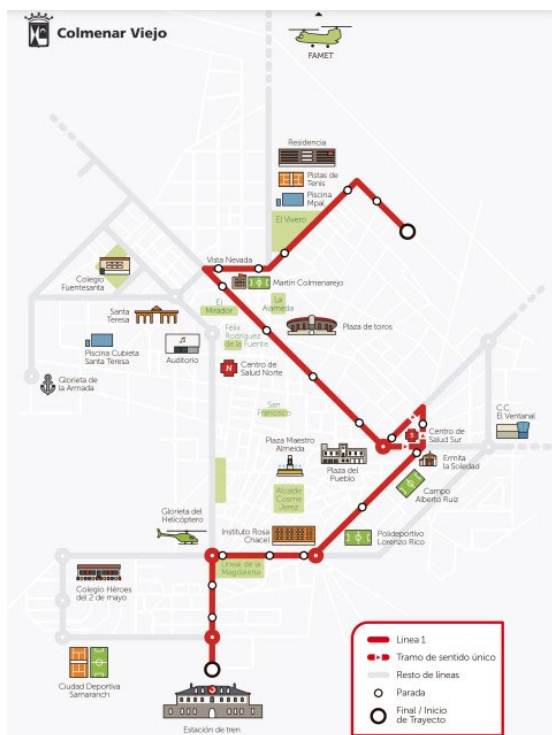 Colmenar Viejo
FAMET
Residencia
Pistas de
Tenis
Piscina
Mpal
El Vivero
Vista Nevada
Colegio
Fuentesanta
Martín Colmenarejo
El
Mirador
La
Alameda
Santa
Teresa
Félix
Rodríguez
de la Fuente
Plaza de toros
Piscina Cubieta
Santa Teresa
Auditorio
N
Centro de
Salud Norte
Glorieta de
la Armada
San
Francisco
C.C.
El Ventanal
S
Centro de
Salud Sur
Plaza Maestro
Almeida
Plaza del
Pueblo
Ermita
la Soledad
Alcalde
Cosme
Jerez
Campo
Alberto Ruiz
Glorieta del
Helicóptero
Instituto Rosa
Chacel
Polideportivo
Lorenzo Rico
Lineal de la
Magdalena
Colegio Héroes
del 2 de mayo
Ciudad Deportiva
Samaranch
Estación de tren
Línea 1
Tramo de sentido único
Resto de líneas
Parada
Final / Inicio
de Trayecto